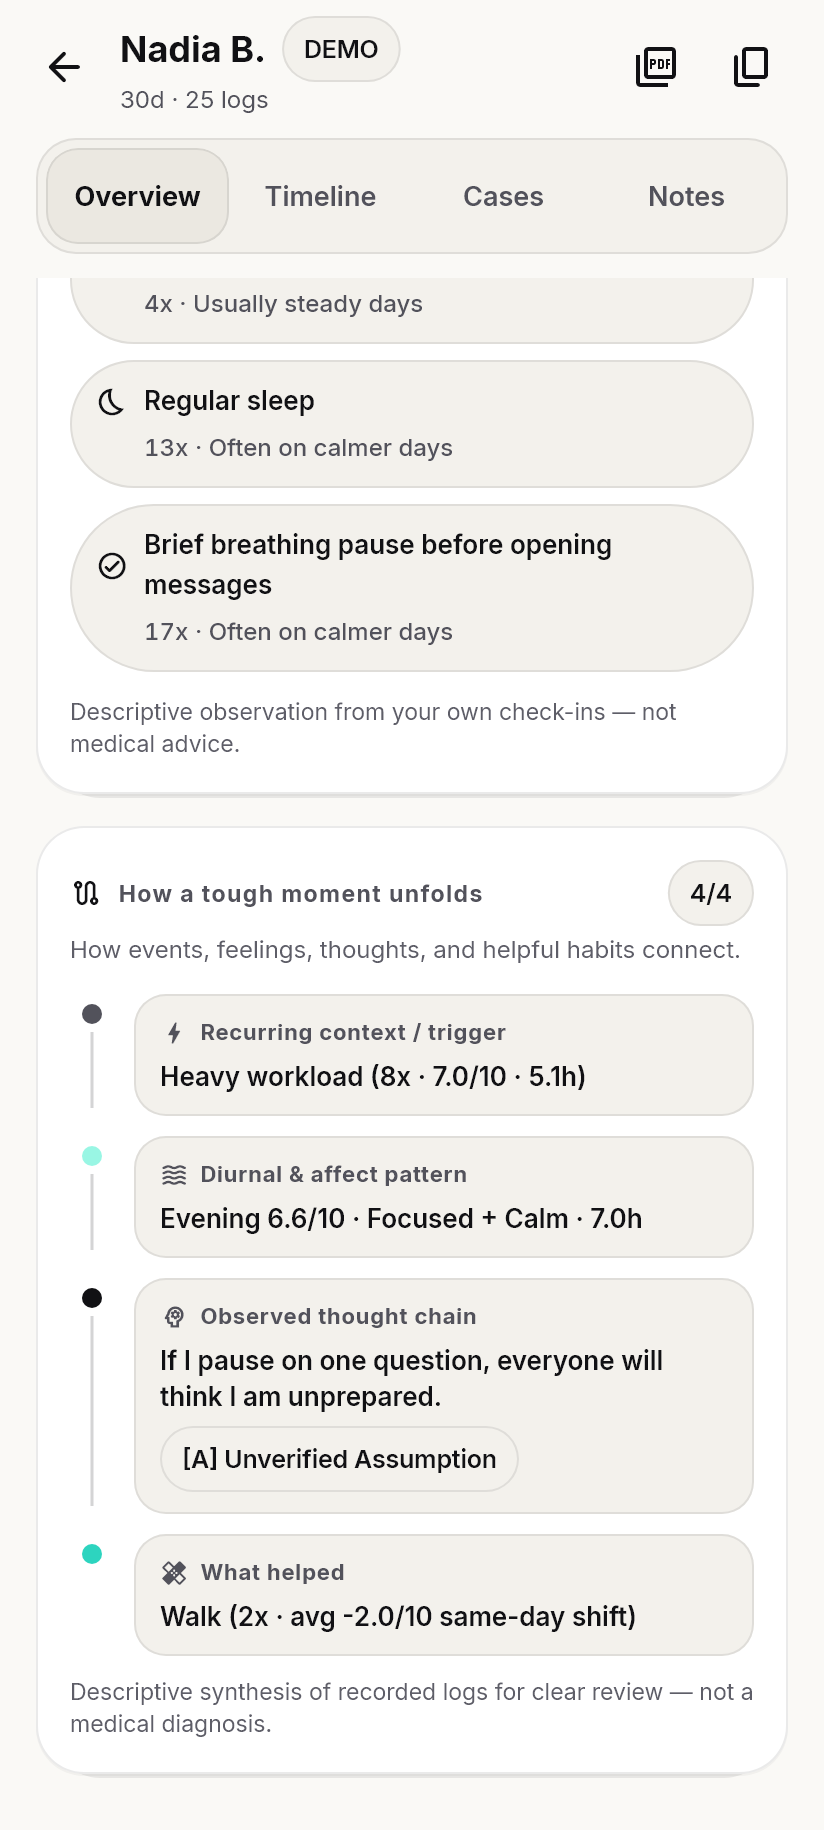 Nadia B.
DEMO
30d · 25 logs
PDF
Overview
Timeline
Cases
Notes
4x · Usually steady days
Regular sleep
13x · Often on calmer days
Brief breathing pause before opening
messages
17x · Often on calmer days
Descriptive observation from your own check-ins — not
medical advice.
How a tough moment unfolds
4/4
How events, feelings, thoughts, and helpful habits connect.
Recurring context / trigger
Heavy workload (8x · 7.0/10 · 5.1h)
Diurnal & affect pattern
Evening 6.6/10 · Focused + Calm · 7.0h
Observed thought chain
If I pause on one question, everyone will
think I am unprepared.
[A] Unverified Assumption
What helped
Walk (2x · avg -2.0/10 same-day shift)
Descriptive synthesis of recorded logs for clear review — not a
medical diagnosis.